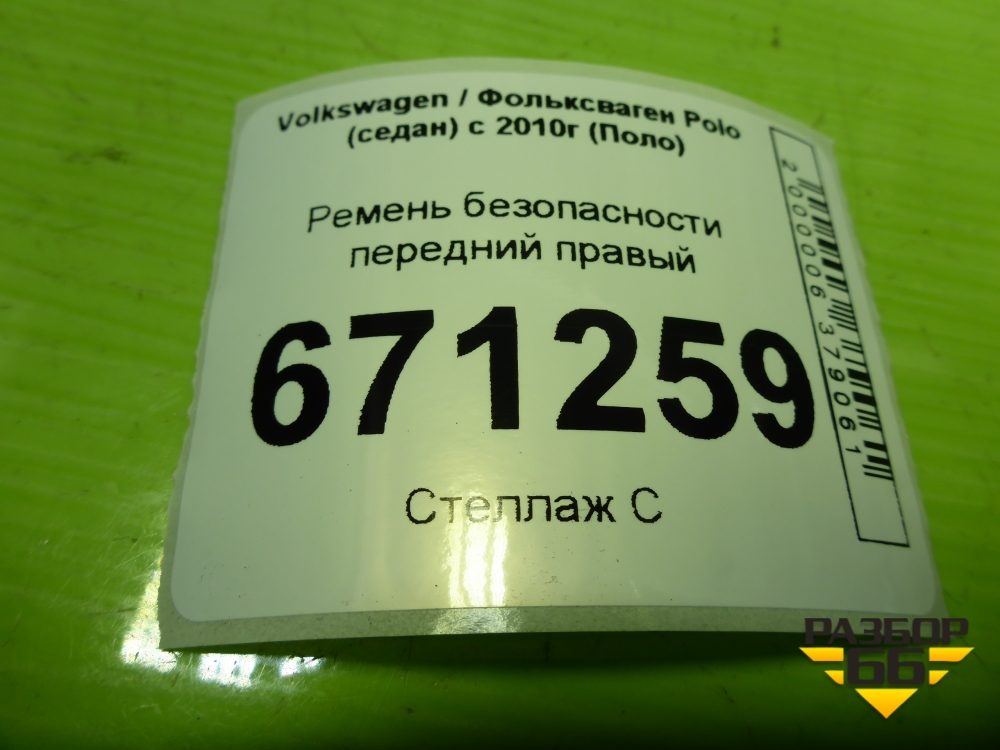 Volkswagen / Фольксваген Polo
(седан) с 2010г (Поло)
Ремень безопасности
передний правый
671259
Стеллаж С
2000006379061
РАЗБОР
66